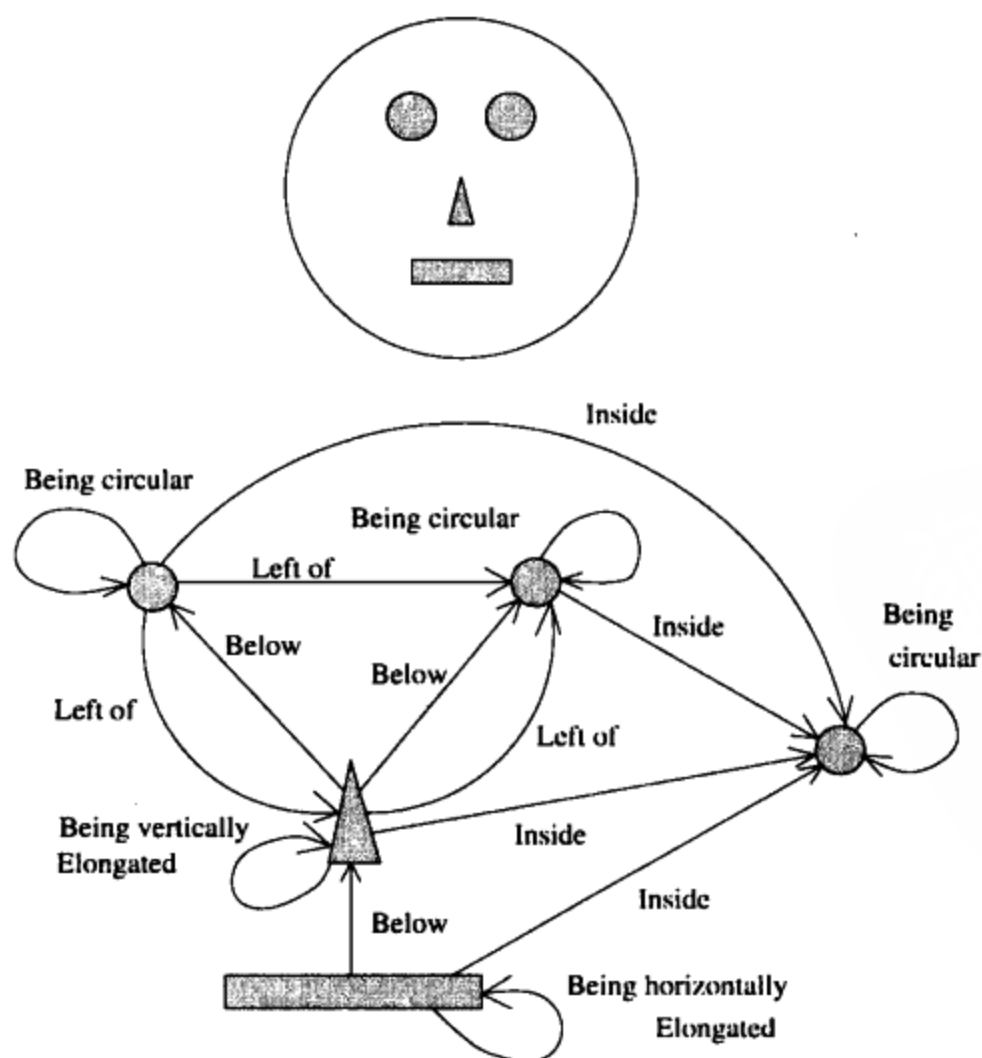 Inside
Being circular
Being circular
Left of
Being
circular
Inside
Below
Below
Left of
Left of
Being vertically
Elongated
Inside
Inside
Below
Being horizontally
Elongated